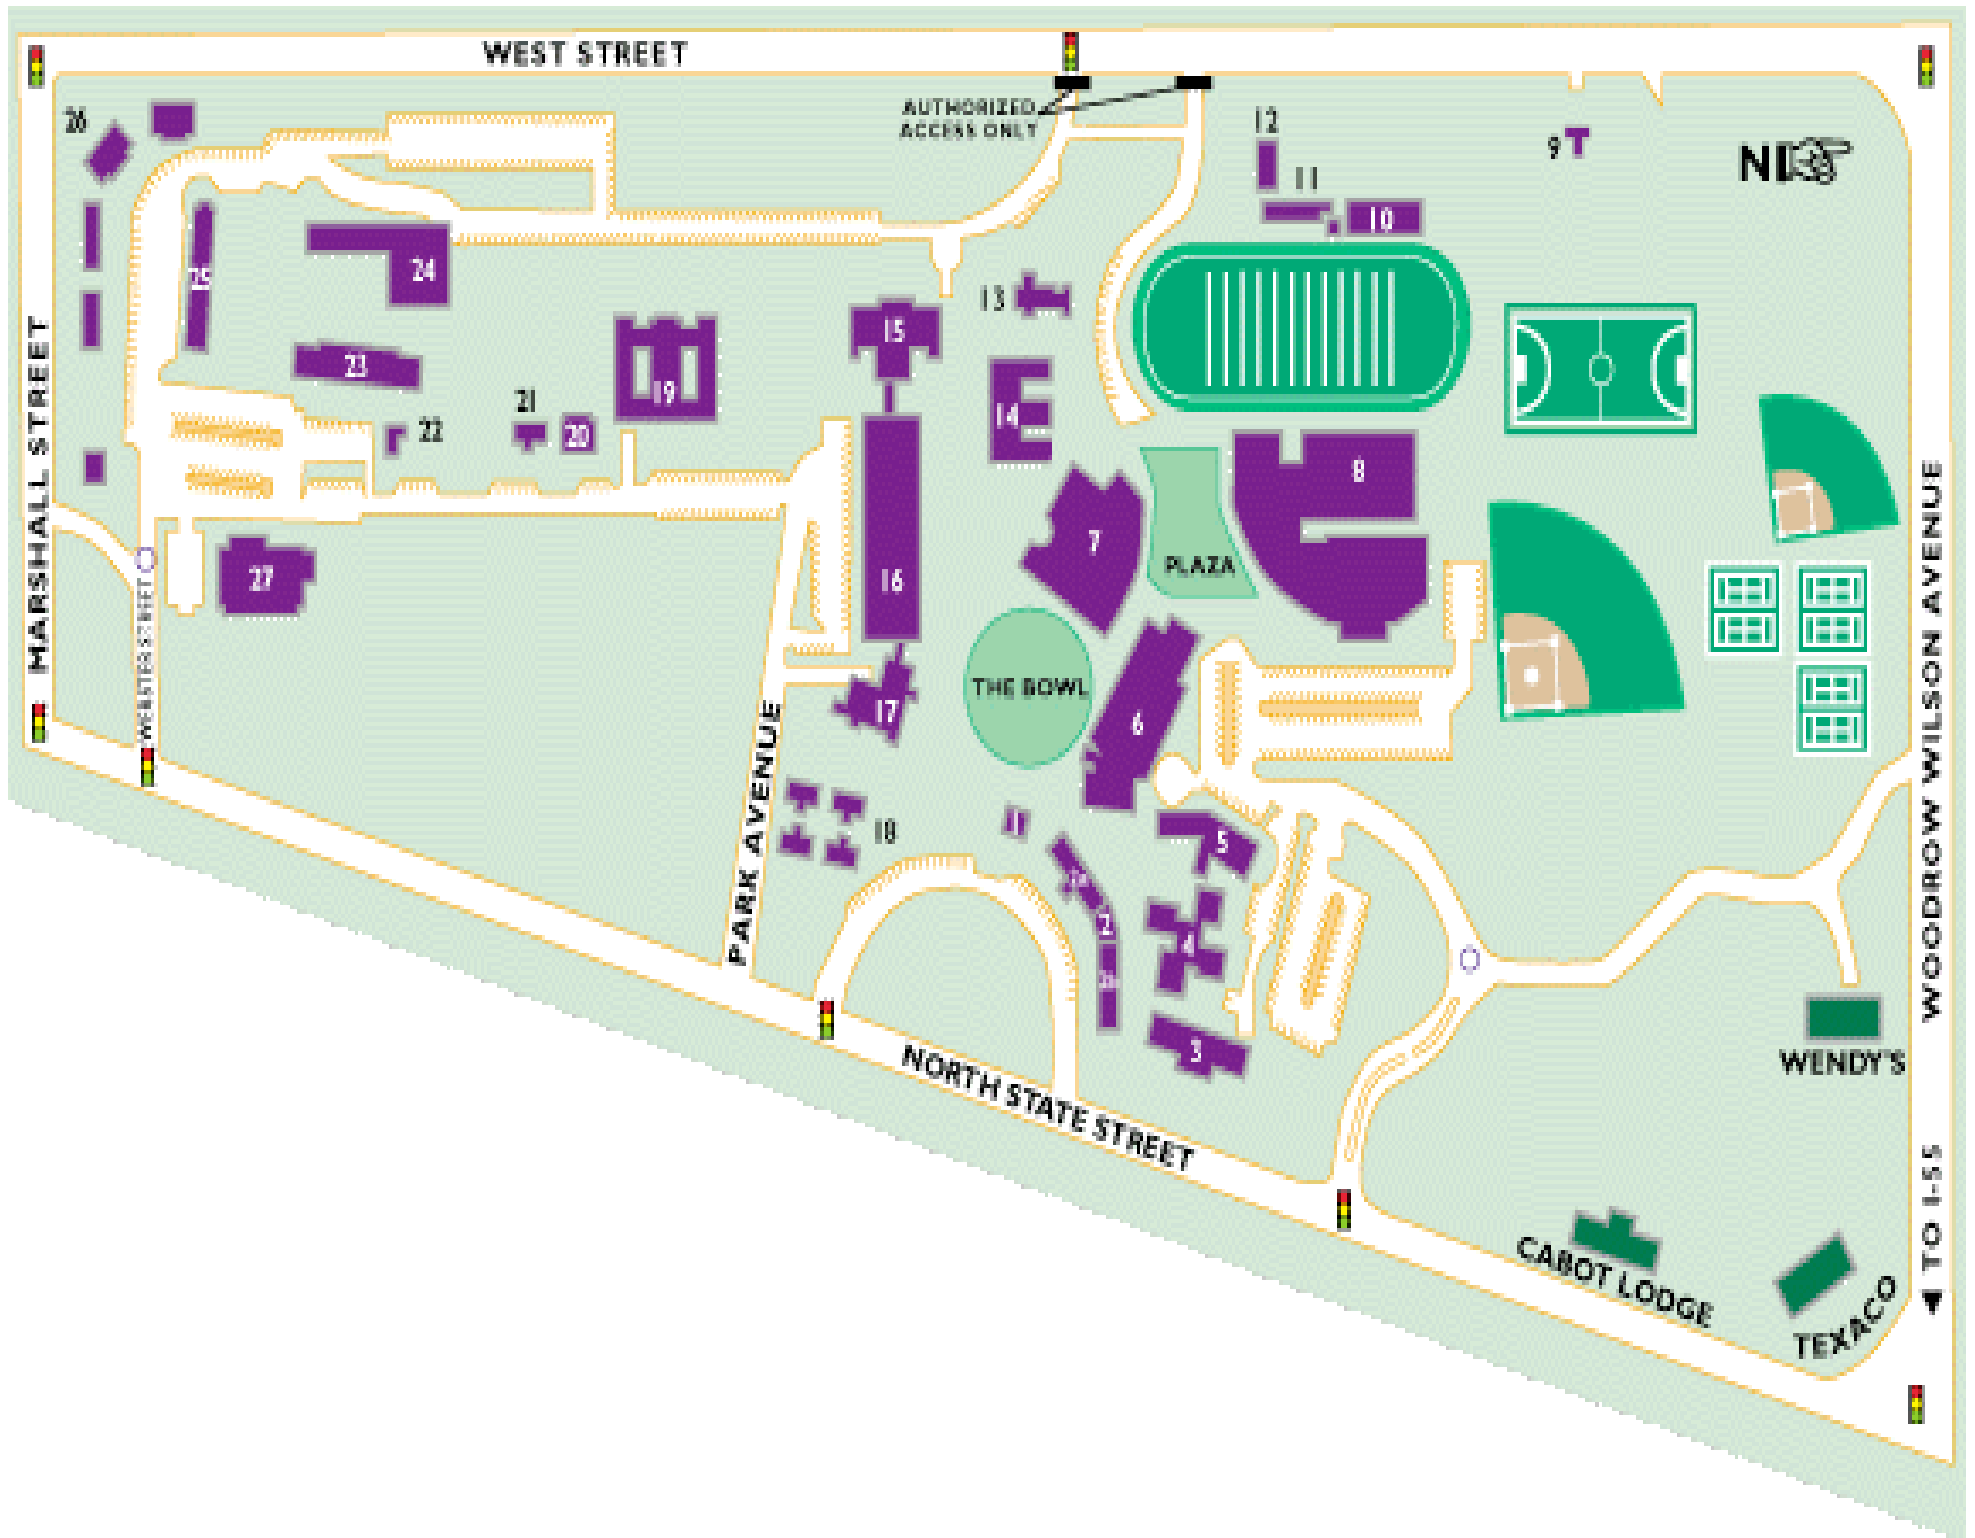 WEST STREET
AUTHORIZED
ACCESS ONLY
26
12
9
N
11
10
25
24
13
15
23
19
14
21
20
22
8
7
PLAZA
27
16
MARSHALL STREET
WEBSTER STREET
THE BOWL
17
6
WOODROW WILSON AVENUE
PARK AVENUE
18
1
5
2
4
3
WENDY'S
NORTH STATE STREET
TO I-55
CABOT LODGE
TEXACO